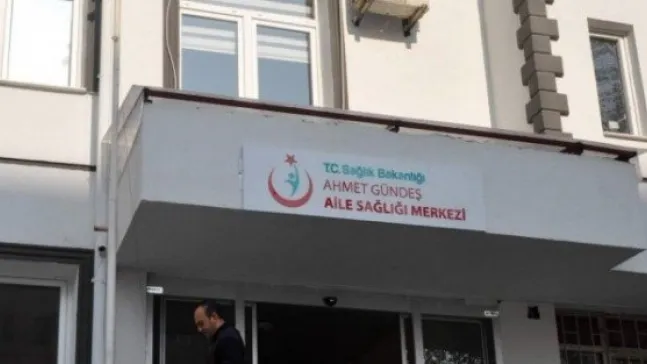 T.C. Sağlık Bakanlığı
AHMET GÜNDEŞ
AİLE SAĞLIĞI MERKEZİ